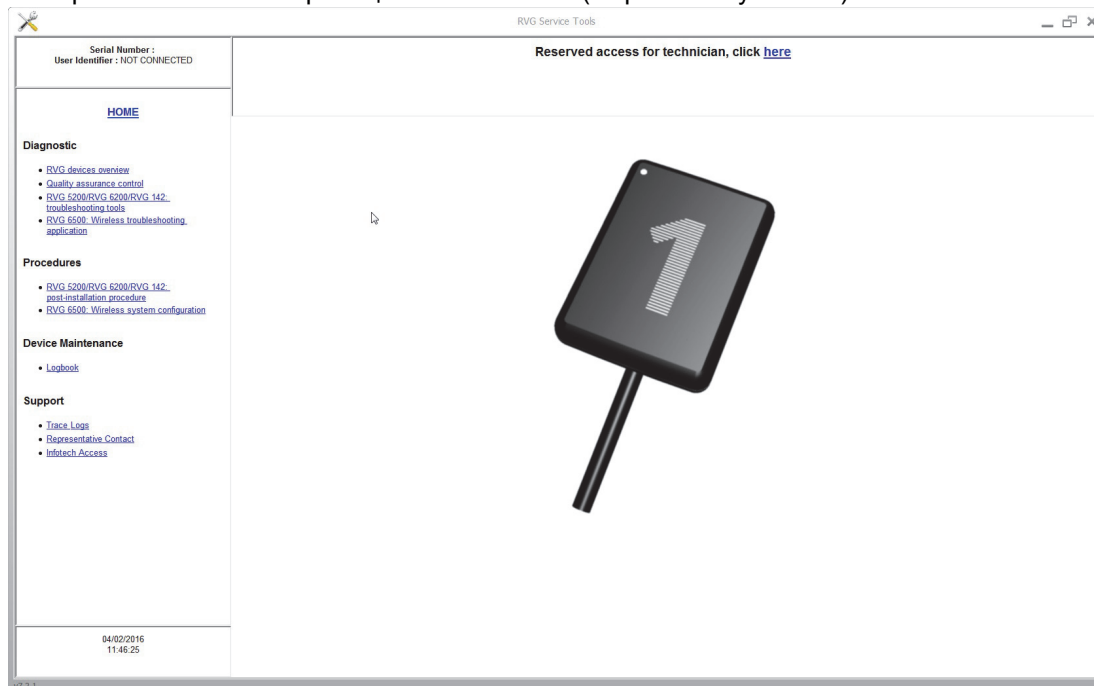 RVG Service Tools
Serial Number :
User Identifier : NOT CONNECTED
Reserved access for technician, click here
HOME
Diagnostic
RVG devices overview
Quality assurance control
RVG 5200/RVG 6200/RVG 142:
troubleshooting tools
RVG 6500: Wireless troubleshooting
application
Procedures
RVG 5200/RVG 6200/RVG 142:
post-installation procedure
RVG 6500: Wireless system configuration
Device Maintenance
Logbook
Support
Trace Logs
Representative Contact
Infotech Access
1
04/02/2016
11:46:25